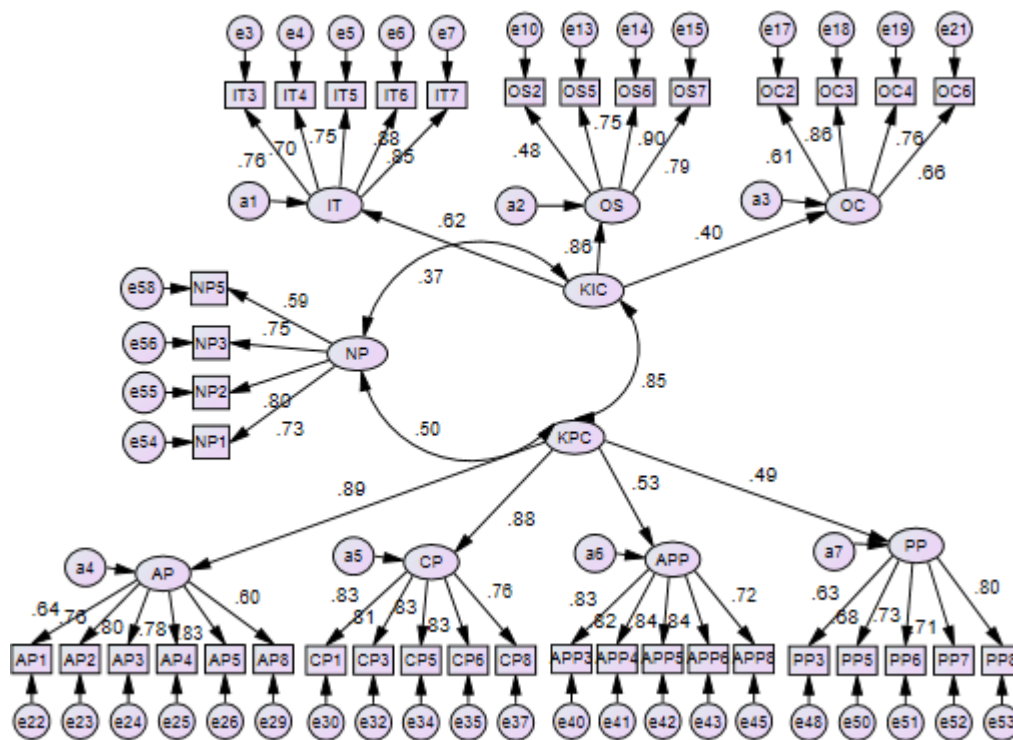 e3 e4 e5 e6 e7 e10 e13 e14 e15 e17 e18 e19 e21
IT3 IT4 IT5 IT6 IT7 OS2 OS5 OS6 OS7 OC2 OC3 OC4 OC6
.76 .70 .75 .88 .85 .48 .75 .90 .79 .61 .86 .76 .66
a1 IT a2 OS a3 OC
.62 .86 .40
.37 KIC
e58 NP5 .59
e56 NP3 .75 NP
e55 NP2 .80 .85
e54 NP1 .73 .50 KPC
.89 .88 .53 .49
a4 AP a5 CP a6 APP a7 PP
.64 .76 .80 .78 .83 .60 .83 .81 .83 .83 .76 .83 .82 .84 .84 .72 .63 .68 .73 .71 .80
AP1 AP2 AP3 AP4 AP5 AP8 CP1 CP3 CP5 CP6 CP8 APP3 APP4 APP5 APP6 APP8 PP3 PP5 PP6 PP7 PP8
e22 e23 e24 e25 e26 e29 e30 e32 e34 e35 e37 e40 e41 e42 e43 e45 e48 e50 e51 e52 e53